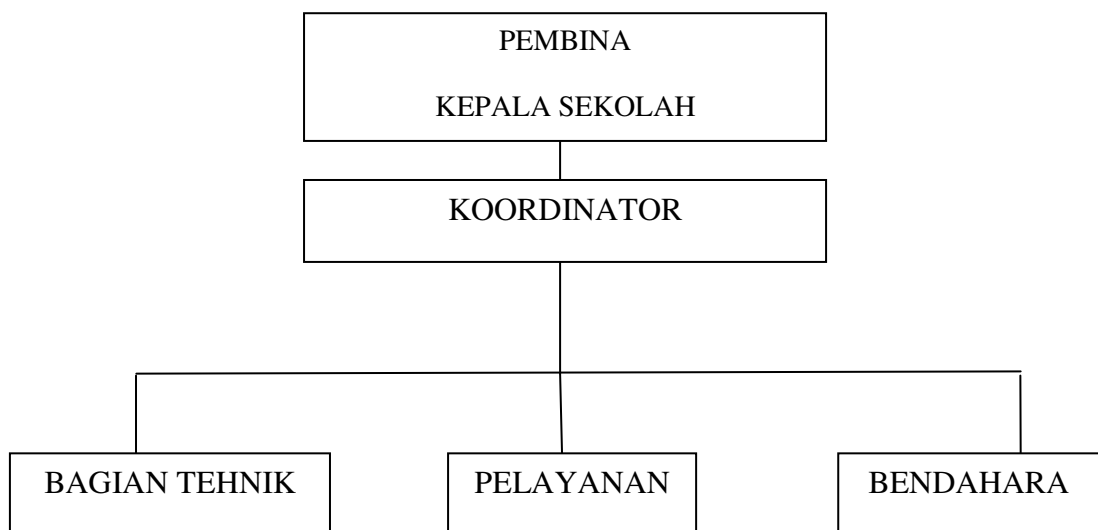 PEMBINA
KEPALA SEKOLAH
KOORDINATOR
BAGIAN TEHNIK
PELAYANAN
BENDAHARA